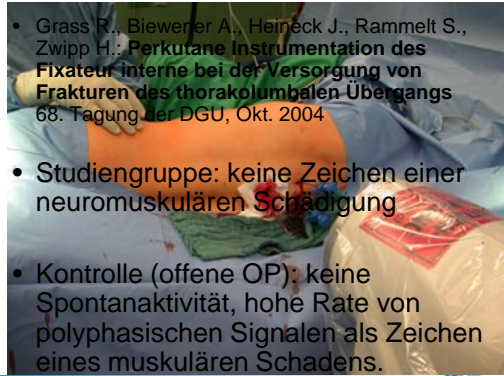 • Grass R., Biewener A., Heineck J., Rammelt S.,
Zwipp H.: Perkutane Instrumentation des
Fixateur interne bei der Versorgung von
Frakturen des thorakolumbalen Übergangs
68. Tagung der DGU, Okt. 2004
• Studiengruppe: keine Zeichen einer
neuromuskulären Schädigung
• Kontrolle (offene OP): keine
Spontanaktivität, hohe Rate von
polyphasischen Signalen als Zeichen
eines muskulären Schadens.